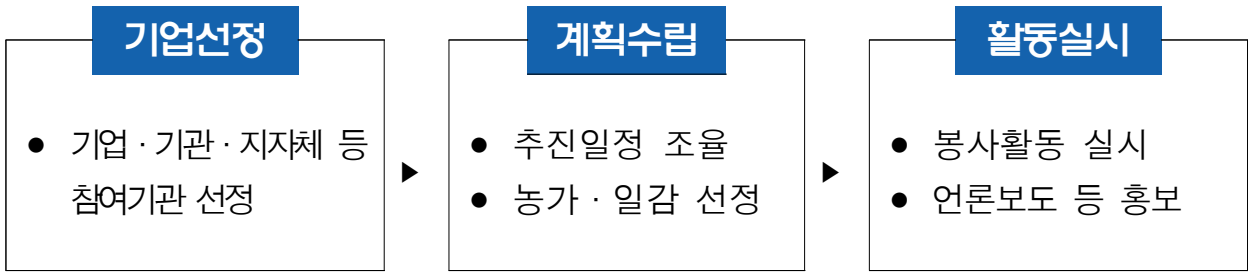 기업선정
● 기업·기관·지자체 등
참여기관 선정
▶
계획수립
● 추진일정 조율
● 농가·일감 선정
▶
활동실시
● 봉사활동 실시
● 언론보도 등 홍보